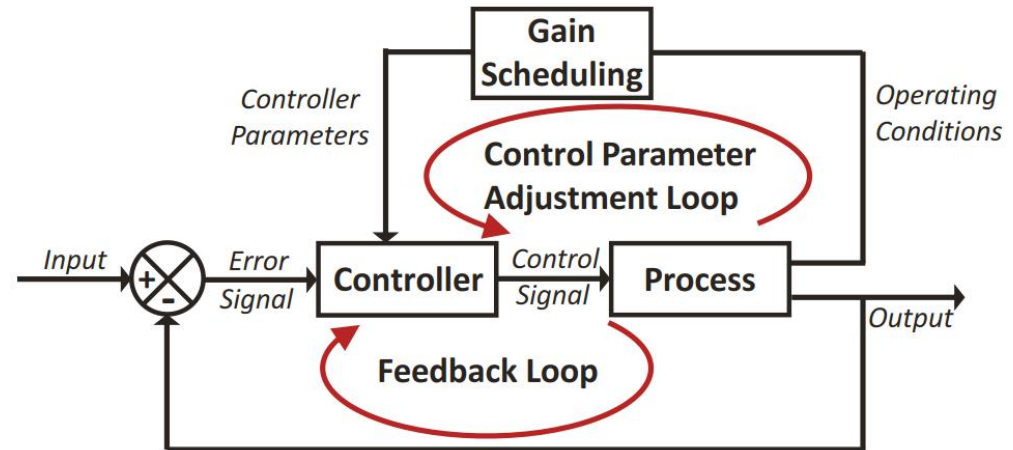 Gain
Scheduling
Controller
Parameters
Operating
Conditions
Control Parameter
Adjustment Loop
Input
+
-
Error
Signal
Controller
Control
Signal
Process
Output
Feedback Loop